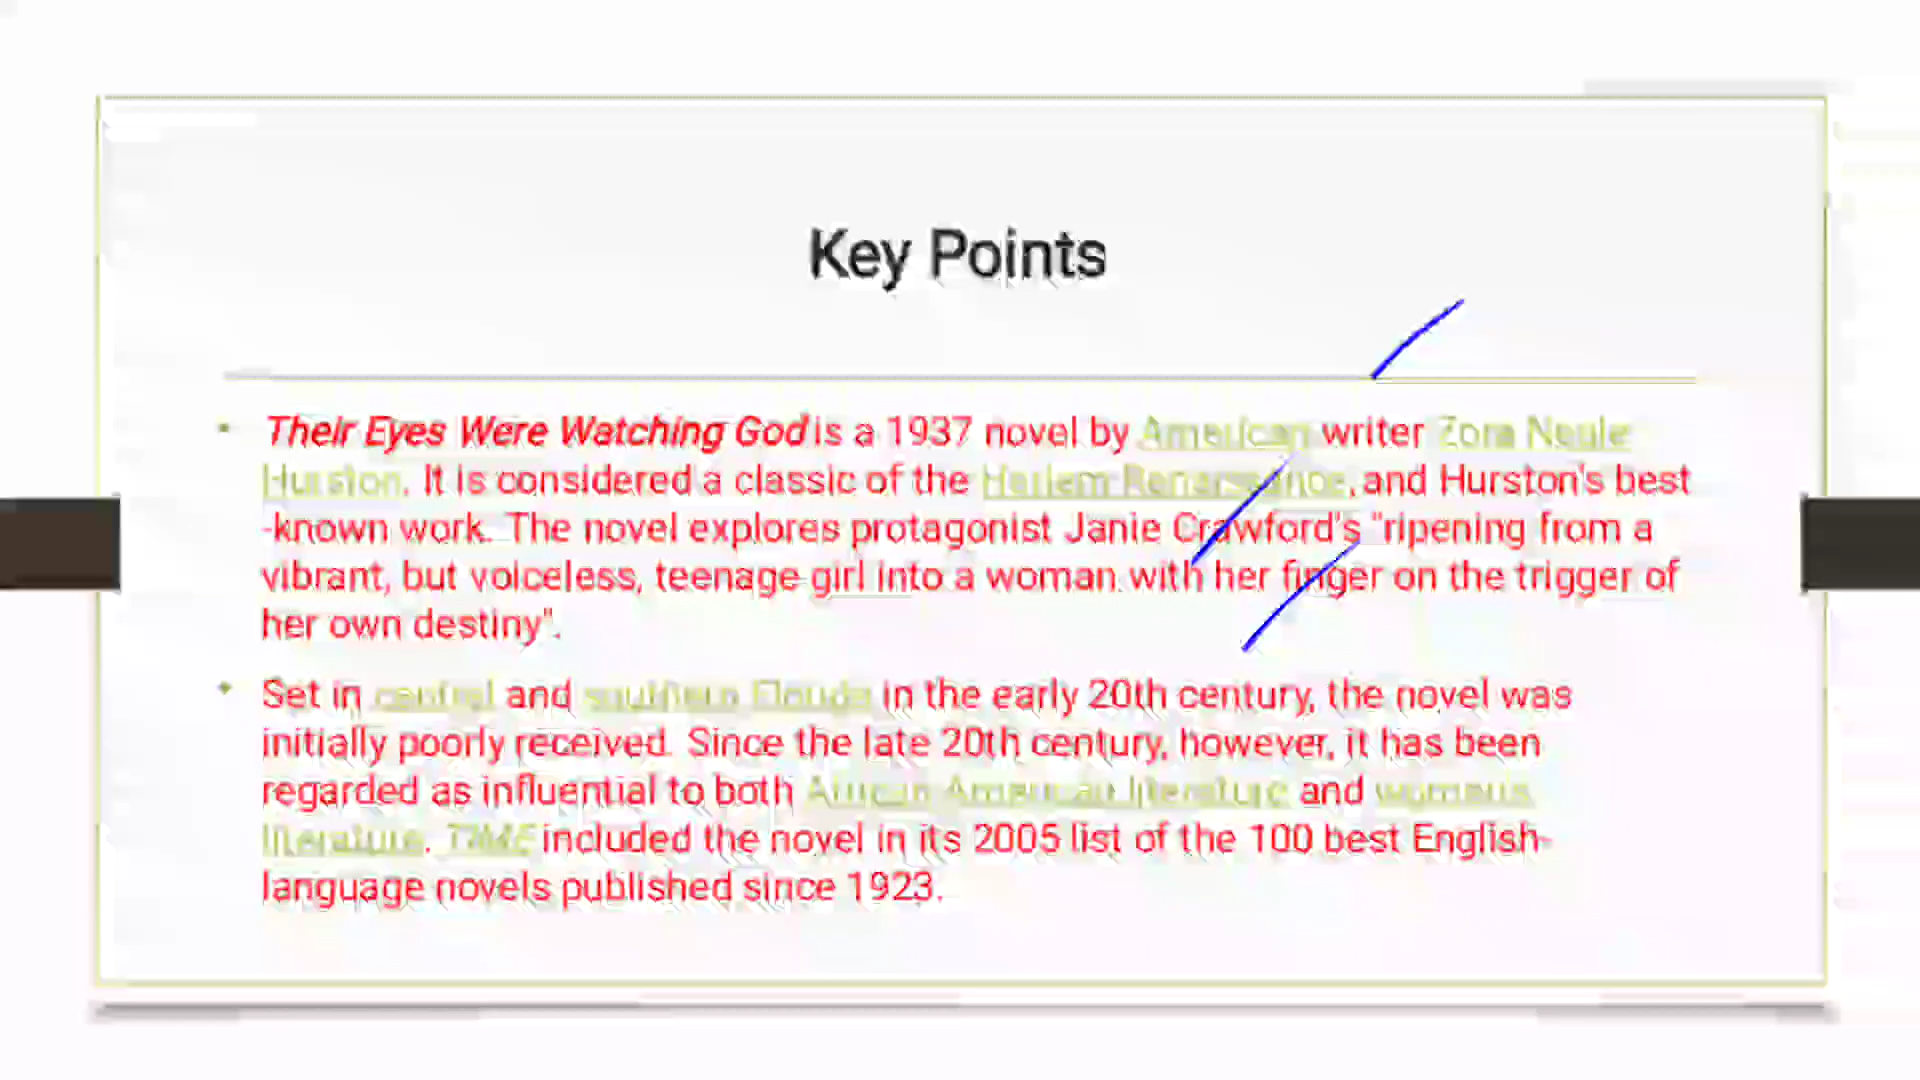 Key Points
• Their Eyes Were Watching God is a 1937 novel by American writer Zora Neale
Hurston. It is considered a classic of the Harlem Renaissance, and Hurston's best
-known work. The novel explores protagonist Janie Crawford's "ripening from a
vibrant, but voiceless, teenage girl into a woman with her finger on the trigger of
her own destiny".
• Set in central and southern Florida in the early 20th century, the novel was
initially poorly received. Since the late 20th century, however, it has been
regarded as influential to both African American literature and women's
literature. TIME included the novel in its 2005 list of the 100 best English-
language novels published since 1923.